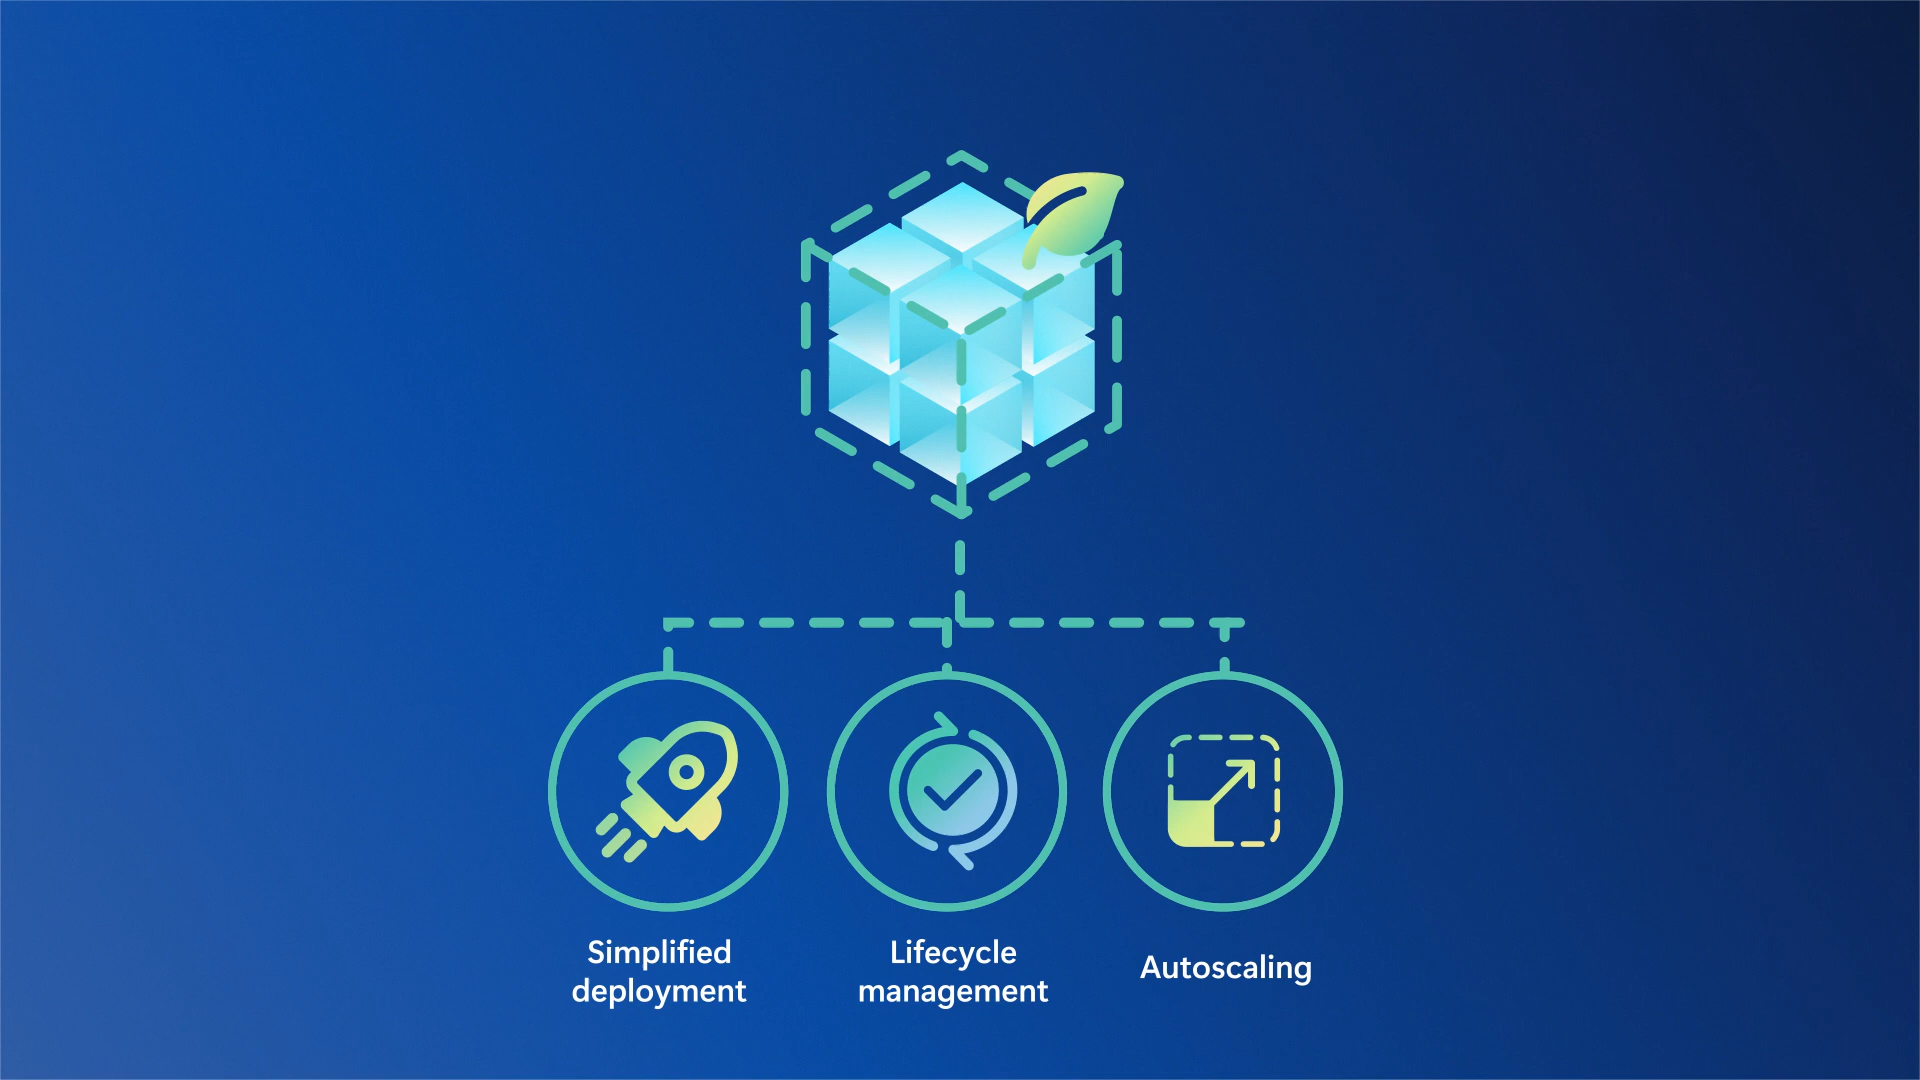 Simplified
deployment
Lifecycle
management
Autoscaling